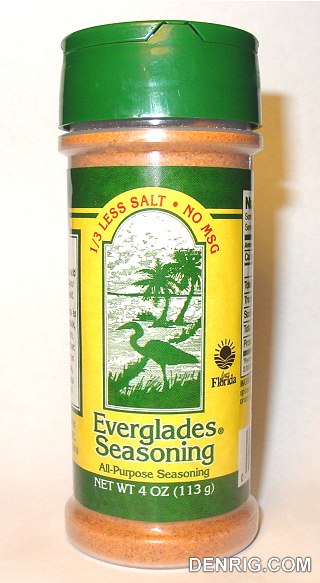 1/3 LESS SALT • NO MSG
from
Florida
Everglades®
Seasoning
All-Purpose Seasoning
NET WT 4 OZ (113 g)
DENRIG.COM